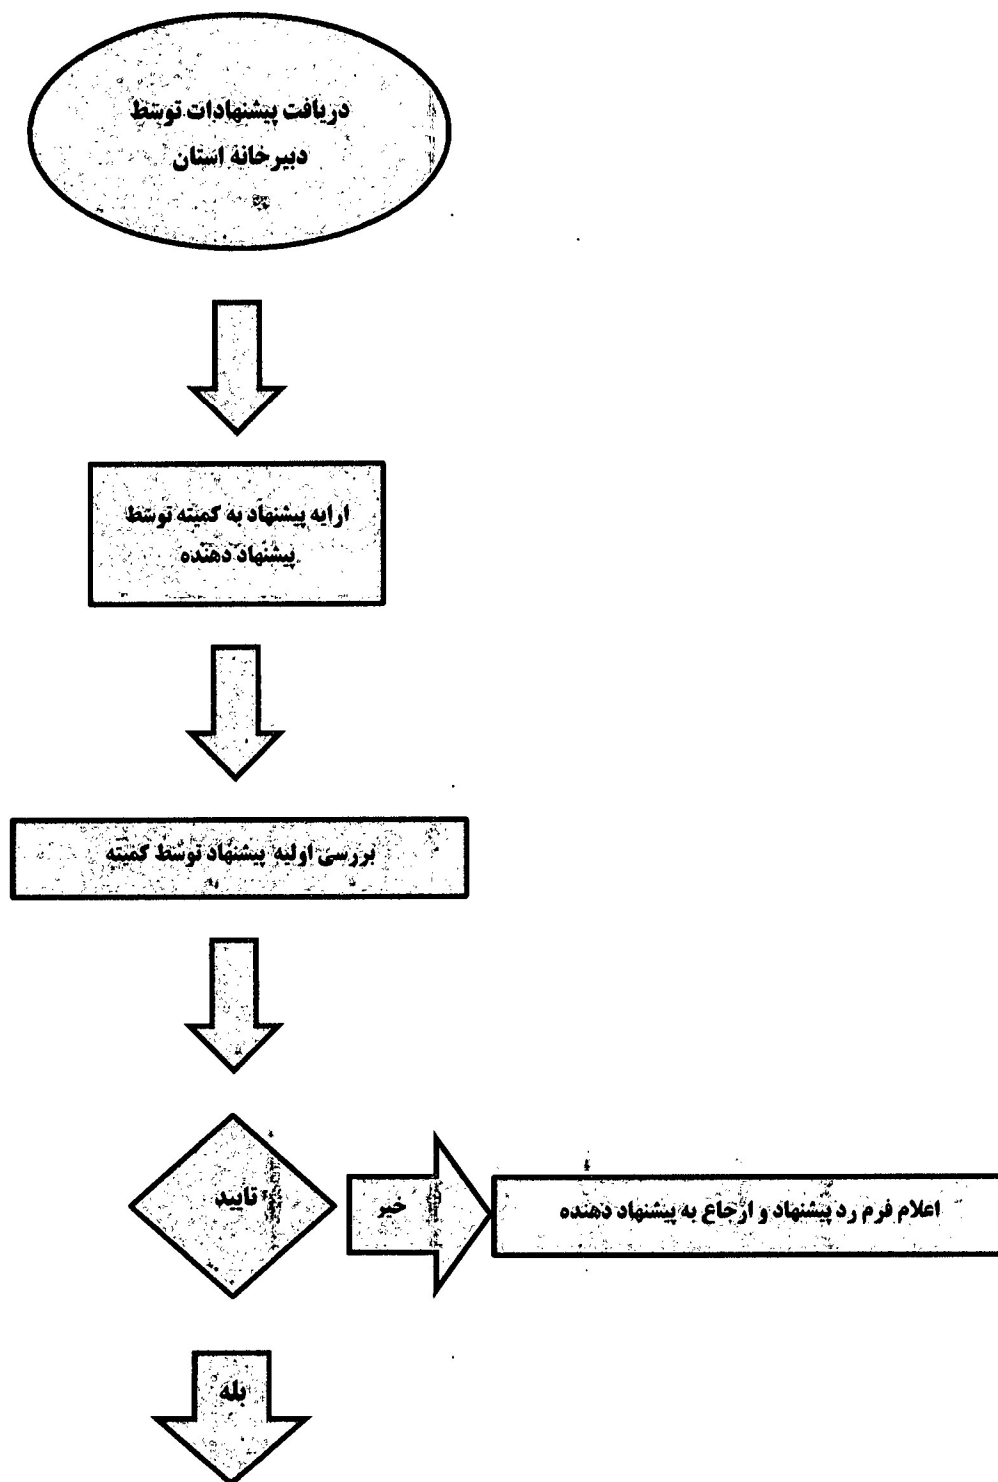 دریافت پیشنهادات توسط
دبیرخانه استان
ارایه پیشنهاد به کمیته توسط
پیشنهاد دهنده
بررسی اولیه پیشنهاد توسط کمیته
تایید
خیر
اعلام فرم رد پیشنهاد و ارجاع به پیشنهاد دهنده
بله